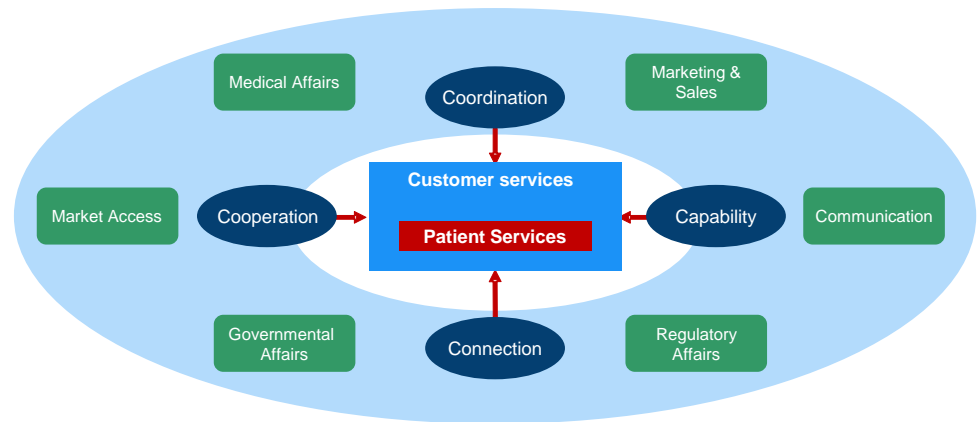 Medical Affairs
Coordination
Marketing &
Sales
Customer services
Market Access
Cooperation
Patient Services
Capability
Communication
Governmental
Affairs
Connection
Regulatory
Affairs